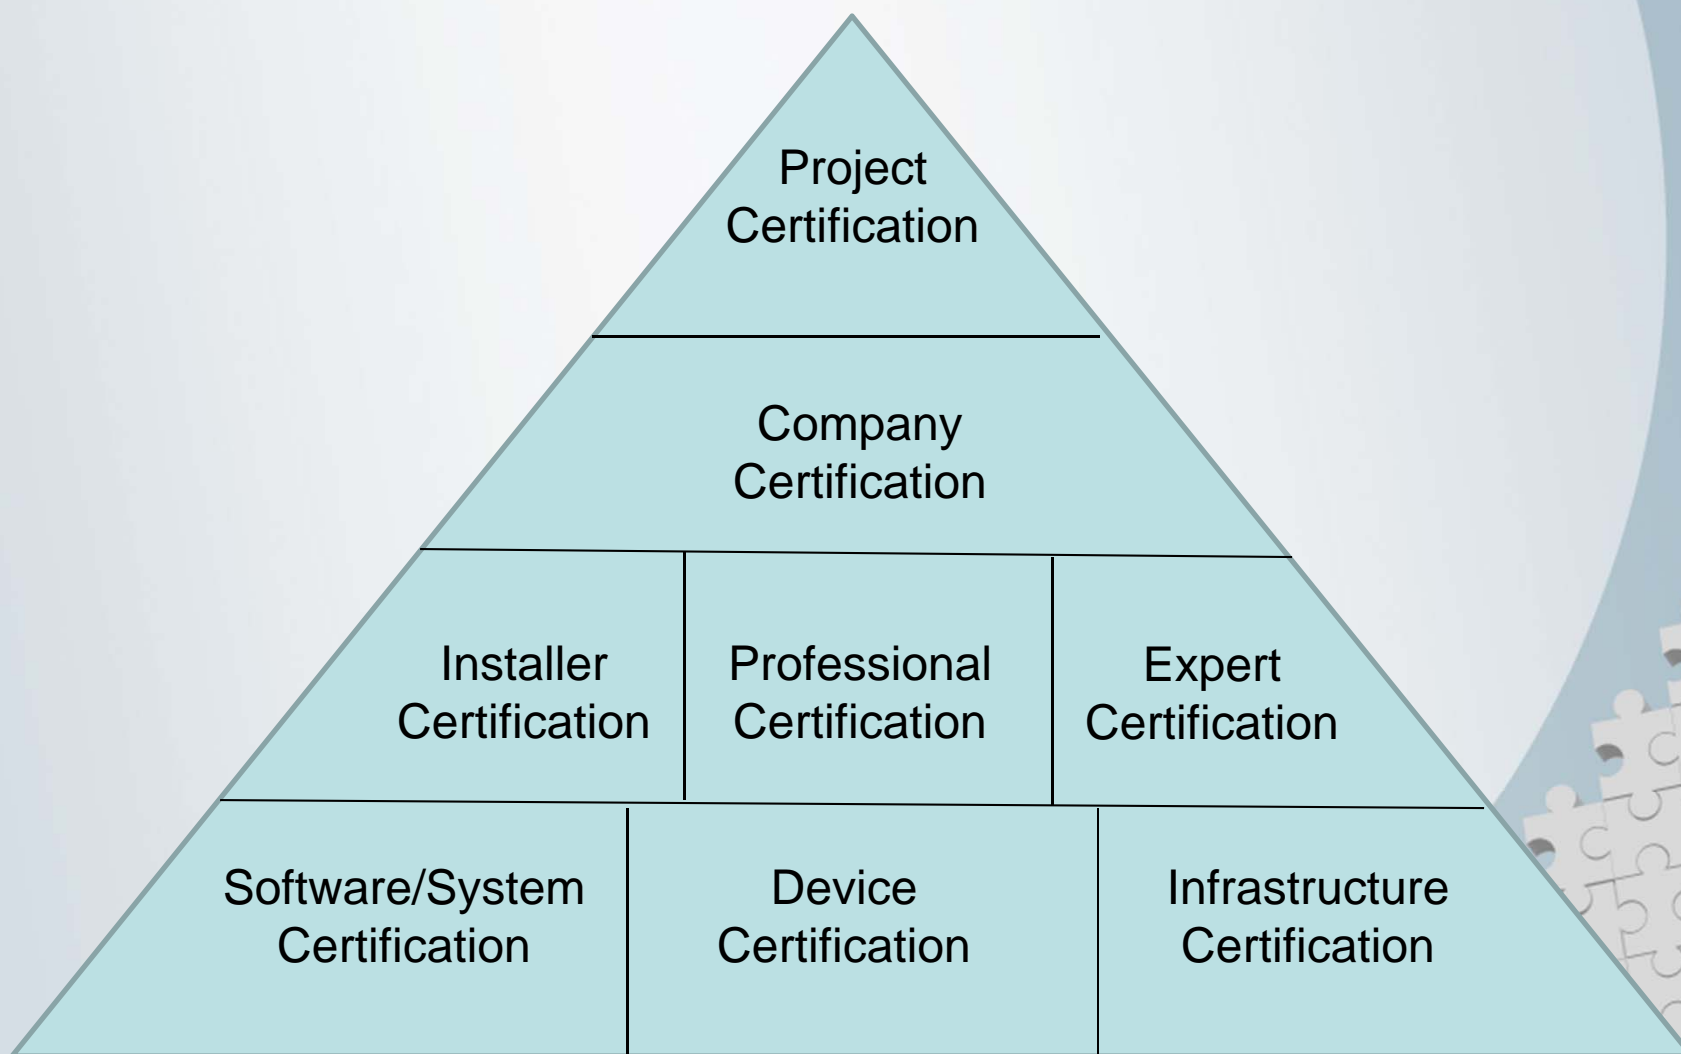 Project
Certification
Company
Certification
Installer
Certification
Professional
Certification
Expert
Certification
Software/System
Certification
Device
Certification
Infrastructure
Certification